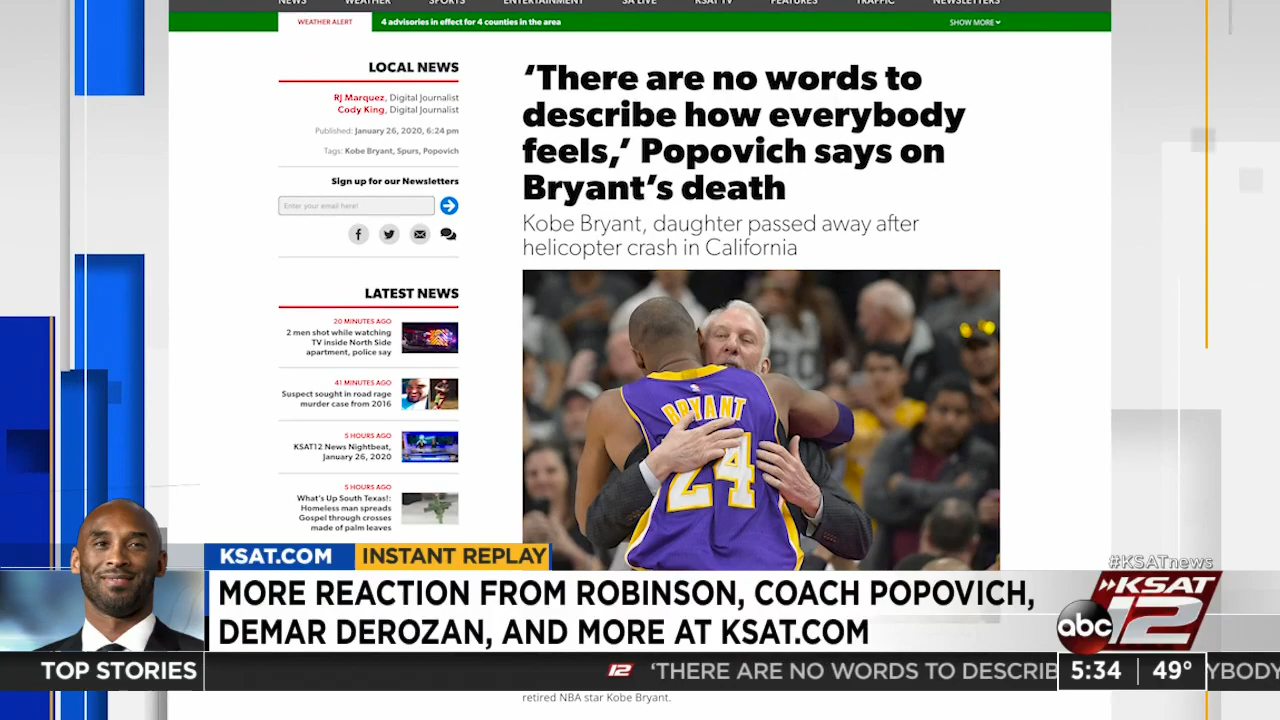 NEWS WEATHER SPORTS ENTERTAINMENT SA LIVE KSAT TV FEATURES TRAFFIC NEWSLETTERS
WEATHER ALERT 4 advisories in effect for 4 counties in the area SHOW MORE
LOCAL NEWS
RJ Marquez, Digital Journalist
Cody King, Digital Journalist
Published: January 26, 2020, 6:24 pm
Tags: Kobe Bryant, Spurs, Popovich
Sign up for our Newsletters
Enter your email here!
LATEST NEWS
20 MINUTES AGO
2 men shot while watching
TV inside North Side
apartment, police say
41 MINUTES AGO
Suspect sought in road rage
murder case from 2016
5 HOURS AGO
KSAT12 News Nightbeat,
January 26, 2020
5 HOURS AGO
What's Up South Texas!:
Homeless man spreads
Gospel through crosses
made of palm leaves
‘There are no words to
describe how everybody
feels,’ Popovich says on
Bryant’s death
Kobe Bryant, daughter passed away after
helicopter crash in California
BRYANT
24
KSAT.COM INSTANT REPLAY
#KSATnews
MORE REACTION FROM ROBINSON, COACH POPOVICH,
DEMAR DEROZAN, AND MORE AT KSAT.COM
KSAT
abc 12
TOP STORIES 12 ‘THERE ARE NO WORDS TO DESCRIB 5:34 49° YBODY
retired NBA star Kobe Bryant.